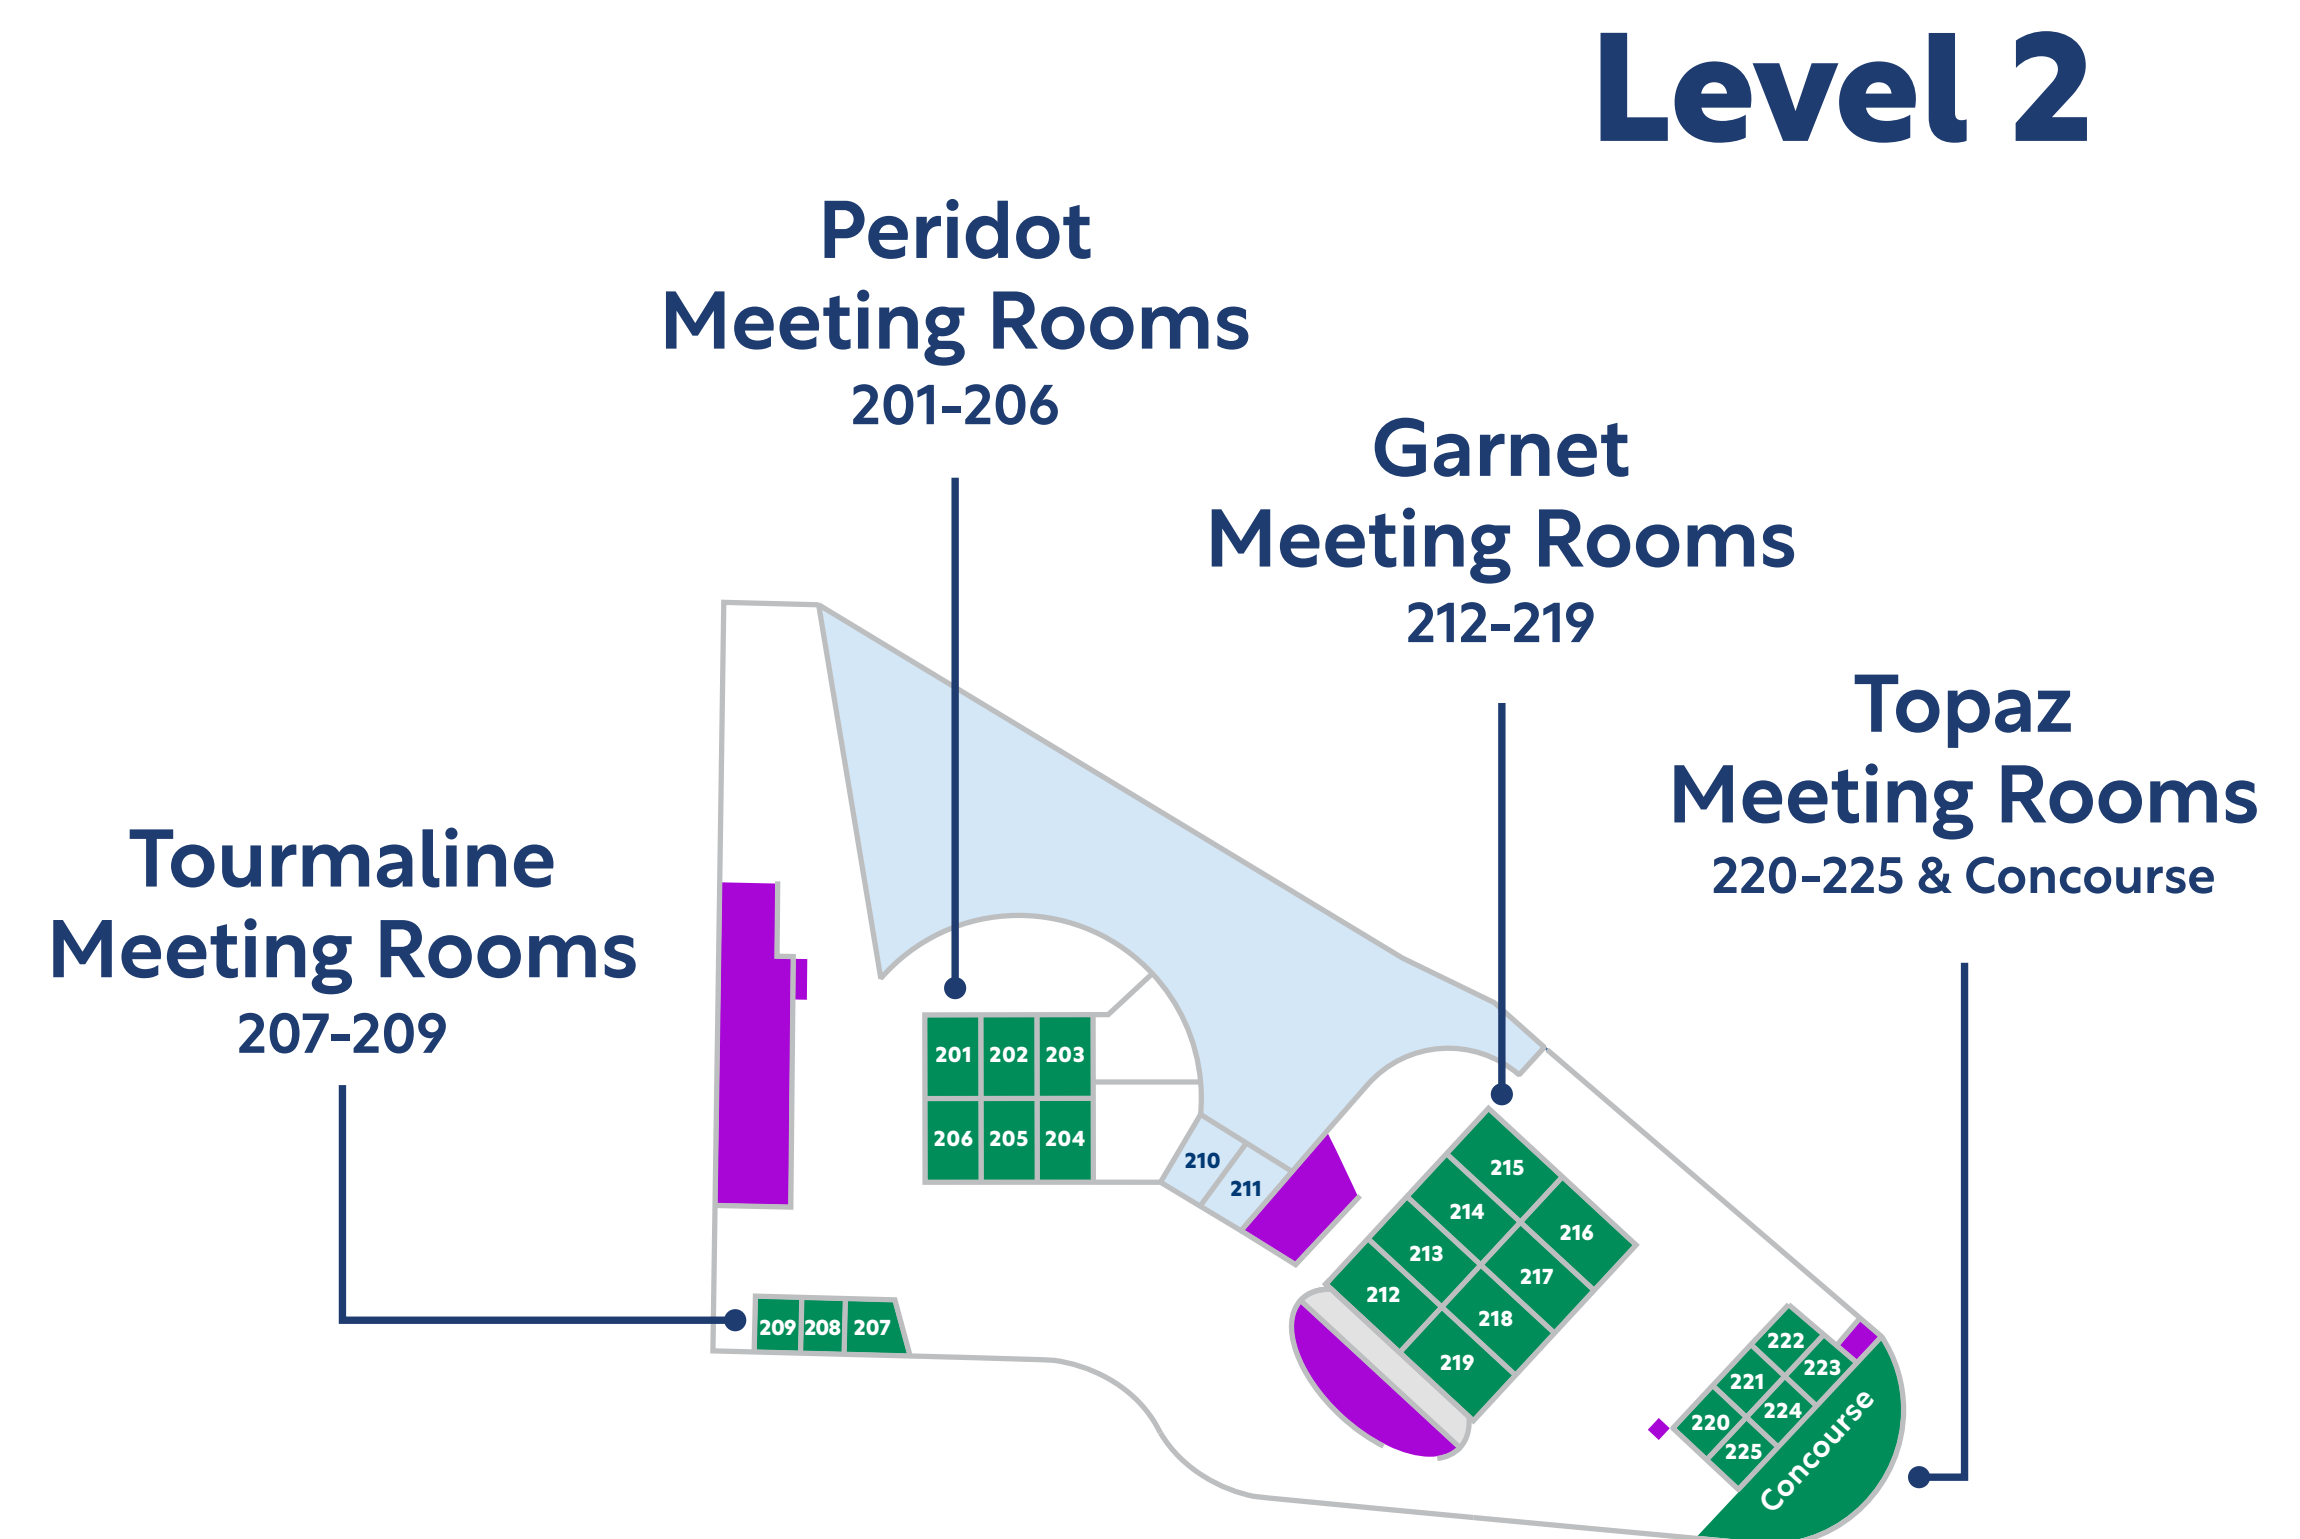 Level 2
Peridot
Meeting Rooms
201-206
Garnet
Meeting Rooms
212-219
Topaz
Meeting Rooms
220-225 & Concourse
Tourmaline
Meeting Rooms
207-209
201 202 203
206 205 204
210
211
215
214
216
213
217
212
218
219
209 208 207
222
223
221
224
220
225
Concourse